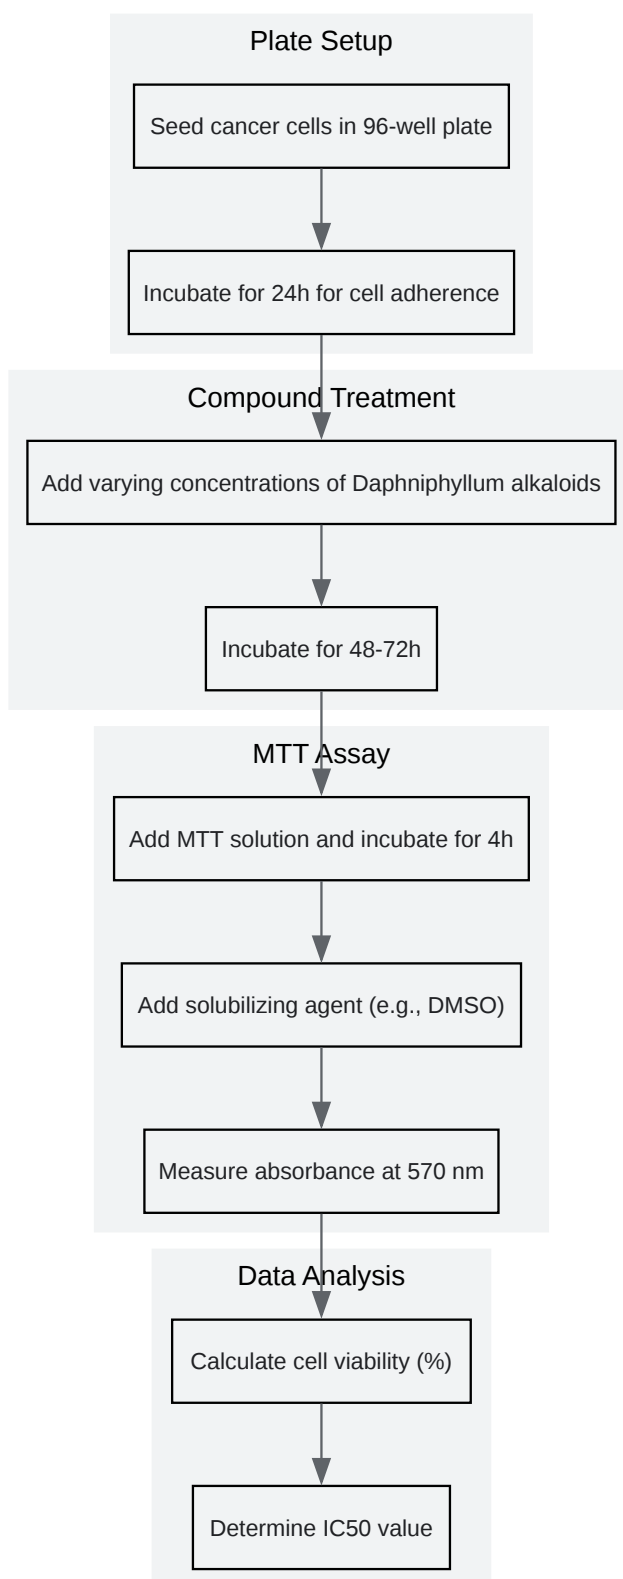 Plate Setup
Seed cancer cells in 96-well plate
Incubate for 24h for cell adherence
Compound Treatment
Add varying concentrations of Daphniphyllum alkaloids
Incubate for 48-72h
MTT Assay
Add MTT solution and incubate for 4h
Add solubilizing agent (e.g., DMSO)
Measure absorbance at 570 nm
Data Analysis
Calculate cell viability (%)
Determine IC50 value